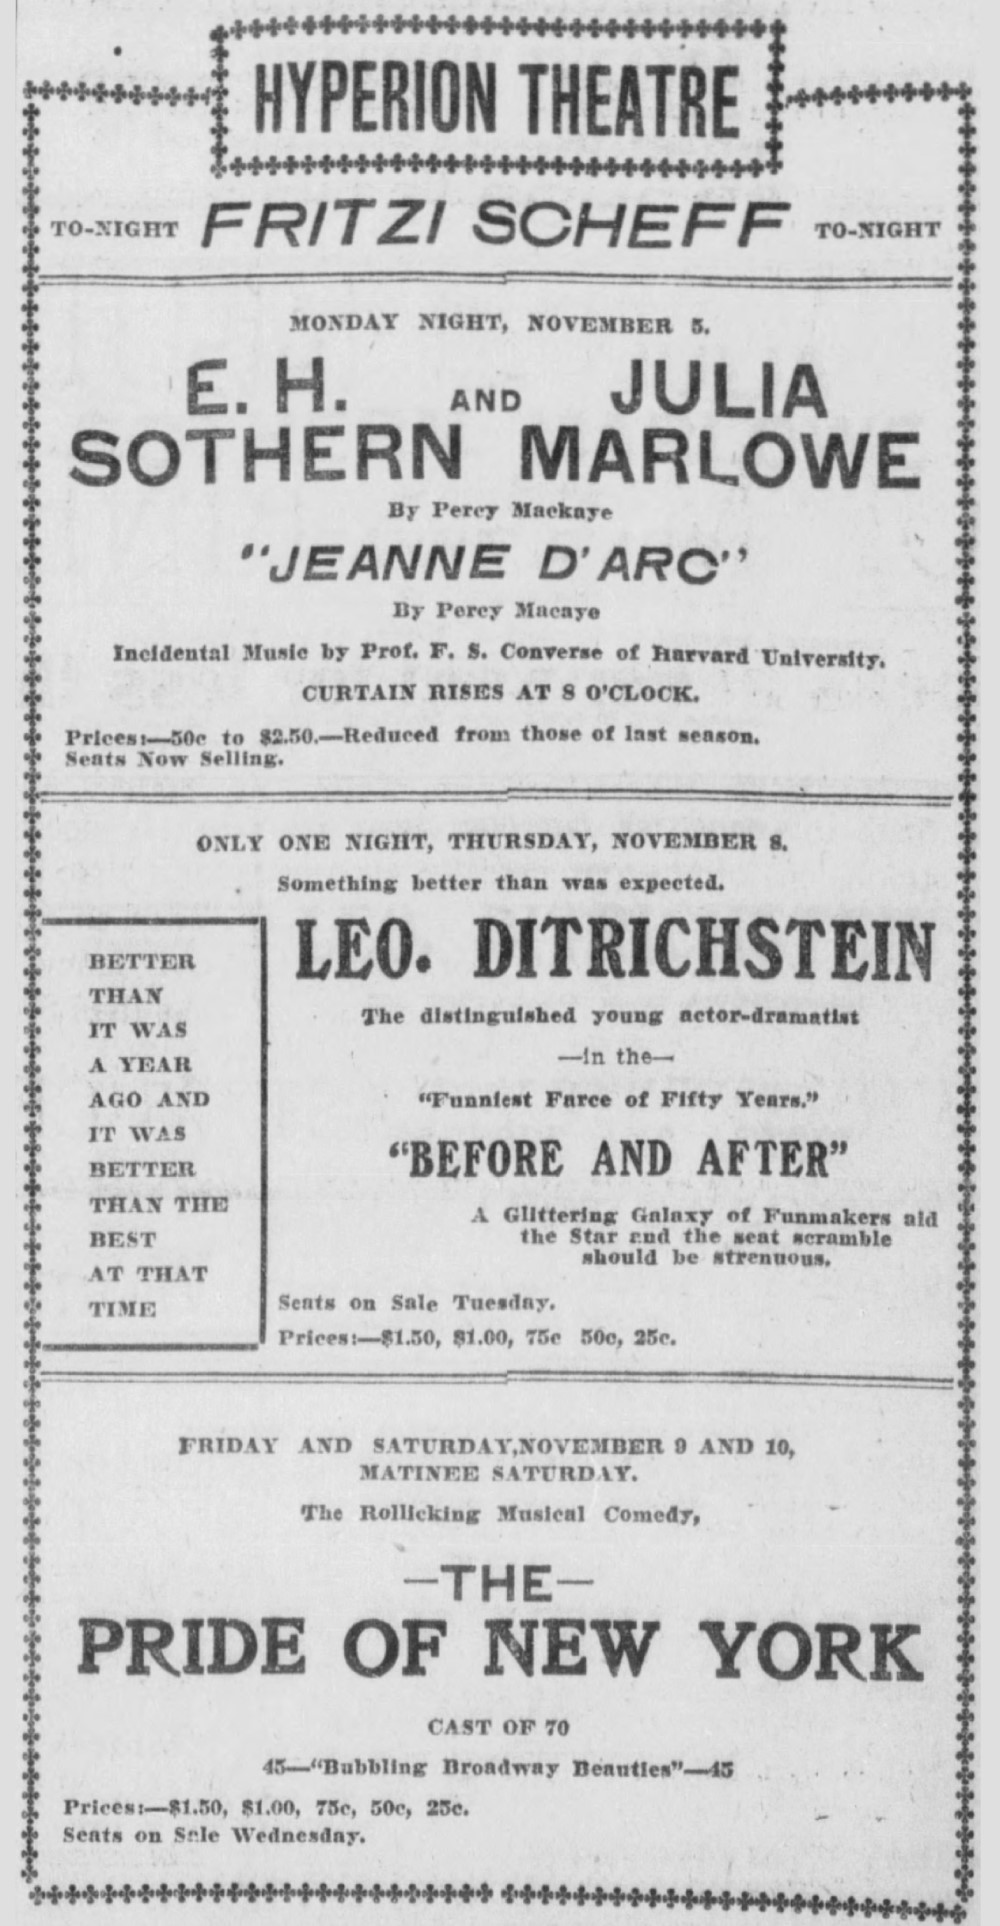 HYPERION THEATRE
TO-NIGHT FRITZI SCHEFF TO-NIGHT
MONDAY NIGHT, NOVEMBER 5.
E. H. AND JULIA
SOTHERN MARLOWE
By Percy Mackaye
"JEANNE D'ARC"
By Percy Macaye
Incidental Music by Prof. F. S. Converse of Harvard University.
CURTAIN RISES AT 8 O'CLOCK.
Prices:—50c to $2.50.—Reduced from those of last season.
Seats Now Selling.
ONLY ONE NIGHT, THURSDAY, NOVEMBER 8.
Something better than was expected.
BETTER
THAN
IT WAS
A YEAR
AGO AND
IT WAS
BETTER
THAN THE
BEST
AT THAT
TIME
LEO. DITRICHSTEIN
The distinguished young actor-dramatist
—in the—
"Funniest Farce of Fifty Years."
"BEFORE AND AFTER"
A Glittering Galaxy of Funmakers aid
the Star and the seat scramble
should be strenuous.
Seats on Sale Tuesday.
Prices:—$1.50, $1.00, 75c 50c, 25c.
FRIDAY AND SATURDAY,NOVEMBER 9 AND 10,
MATINEE SATURDAY.
The Rollicking Musical Comedy,
—THE—
PRIDE OF NEW YORK
CAST OF 70
45—"Bubbling Broadway Beauties"—45
Prices:—$1.50, $1.00, 75c, 50c, 25c.
Seats on Sale Wednesday.